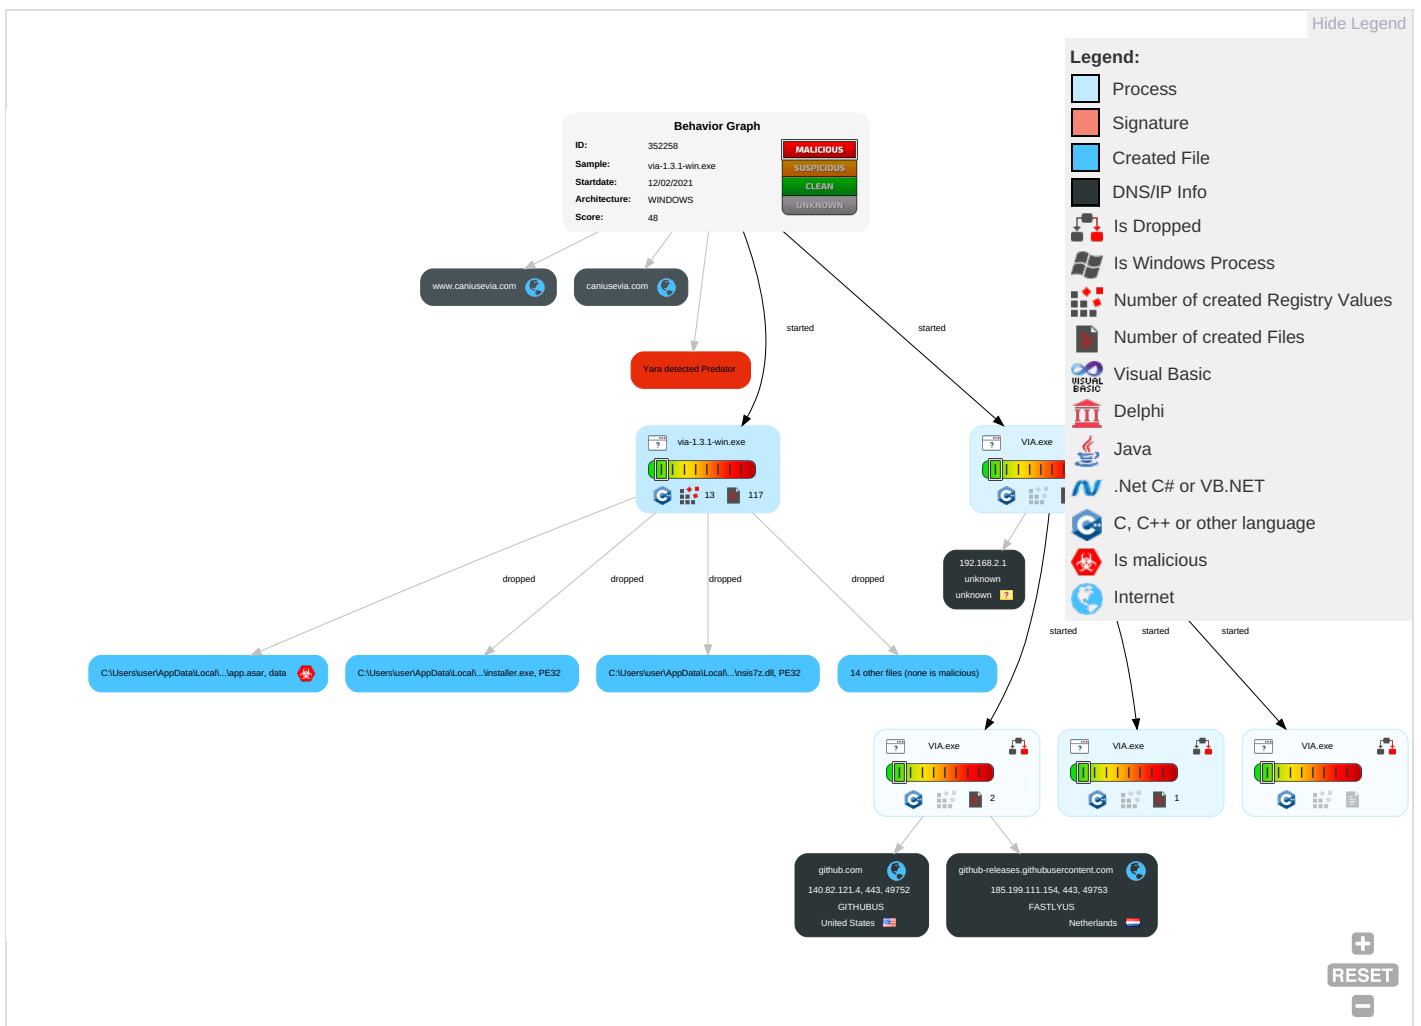 Hide Legend
Legend:
Process
Signature
Created File
DNS/IP Info
Is Dropped
Is Windows Process
Number of created Registry Values
Number of created Files
VISUAL BASIC
Visual Basic
Delphi
Java
.Net C# or VB.NET
C, C++ or other language
Is malicious
Internet
Behavior Graph
ID: 352258
Sample: via-1.3.1-win.exe
Startdate: 12/02/2021
Architecture: WINDOWS
Score: 48
MALICIOUS
SUSPICIOUS
CLEAN
UNKNOWN
www.caniusevia.com
caniusevia.com
started
started
Yara detected Predator
via-1.3.1-win.exe
13 117
VIA.exe
192.168.2.1
unknown
unknown
dropped
dropped
dropped
dropped
started
started
started
C:\Users\user\AppData\Local\...\app.asar, data
C:\Users\user\AppData\Local\...\installer.exe, PE32
C:\Users\user\AppData\Local\...\nsis7z.dll, PE32
14 other files (none is malicious)
VIA.exe
2
VIA.exe
1
VIA.exe
github.com
140.82.121.4, 443, 49752
GITHUBUS
United States
github-releases.githubusercontent.com
185.199.111.154, 443, 49753
FASTLYUS
Netherlands
RESET